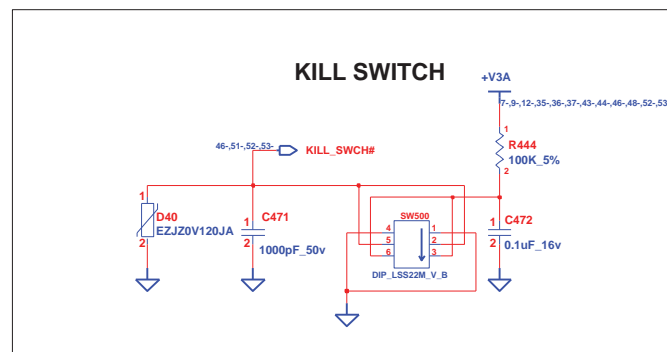 KILL SWITCH
+V3A
7-,9-,12-,35-,36-,37-,43-,44-,46-,48-,52-,53
46-,51-,52-,53-
KILL_SWCH#
1
R444
100K_5%
2
1
D40
EZJZ0V120JA
2
1
C471
2
1000pF_50v
SW500
4
1
5
2
6
3
DIP_LSS22M_V_B
1
C472
2
0.1uF_16v